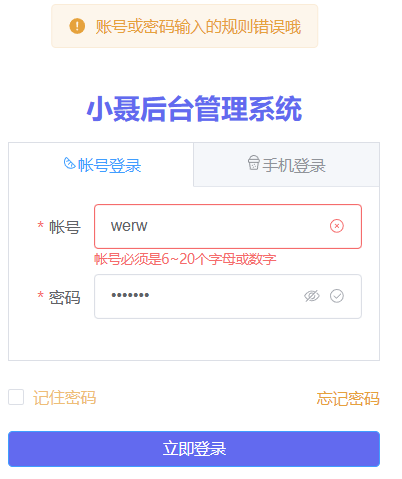 账号或密码输入的规则错误哦
小聂后台管理系统
帐号登录 手机登录
* 帐号 werw
帐号必须是6~20个字母或数字
* 密码 •••••••
记住密码 忘记密码
立即登录